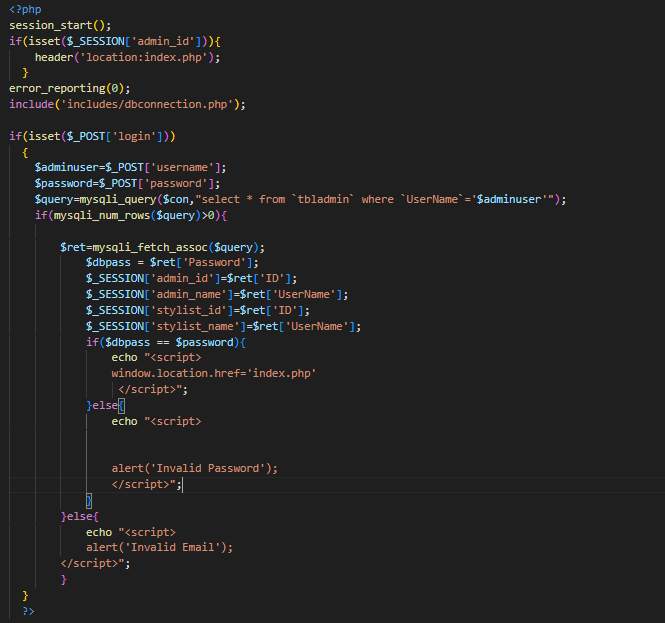 <?php
session_start();
if(isset($_SESSION['admin_id'])){
header('location:index.php');
}
error_reporting(0);
include('includes/dbconnection.php');
if(isset($_POST['login']))
{
$adminuser=$_POST['username'];
$password=$_POST['password'];
$query=mysqli_query($con,"select * from `tbladmin` where `UserName`='$adminuser'");
if(mysqli_num_rows($query)>0){
$ret=mysqli_fetch_assoc($query);
$dbpass = $ret['Password'];
$_SESSION['admin_id']=$ret['ID'];
$_SESSION['admin_name']=$ret['UserName'];
$_SESSION['stylist_id']=$ret['ID'];
$_SESSION['stylist_name']=$ret['UserName'];
if($dbpass == $password){
echo "<script>
window.location.href='index.php'
</script>";
}else{
echo "<script>
alert('Invalid Password');
</script>";
}
}else{
echo "<script>
alert('Invalid Email');
</script>";
}
}
?>